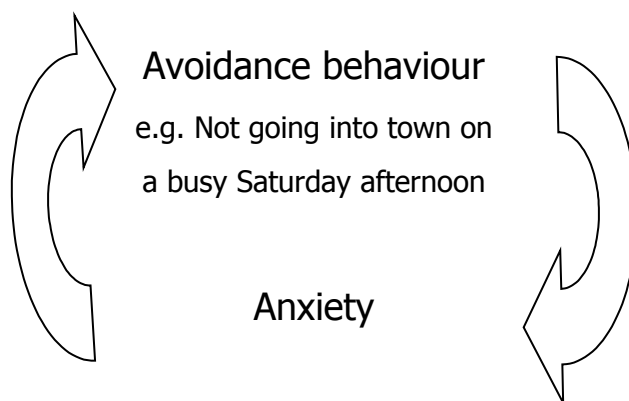 Avoidance behaviour
e.g. Not going into town on
a busy Saturday afternoon
Anxiety